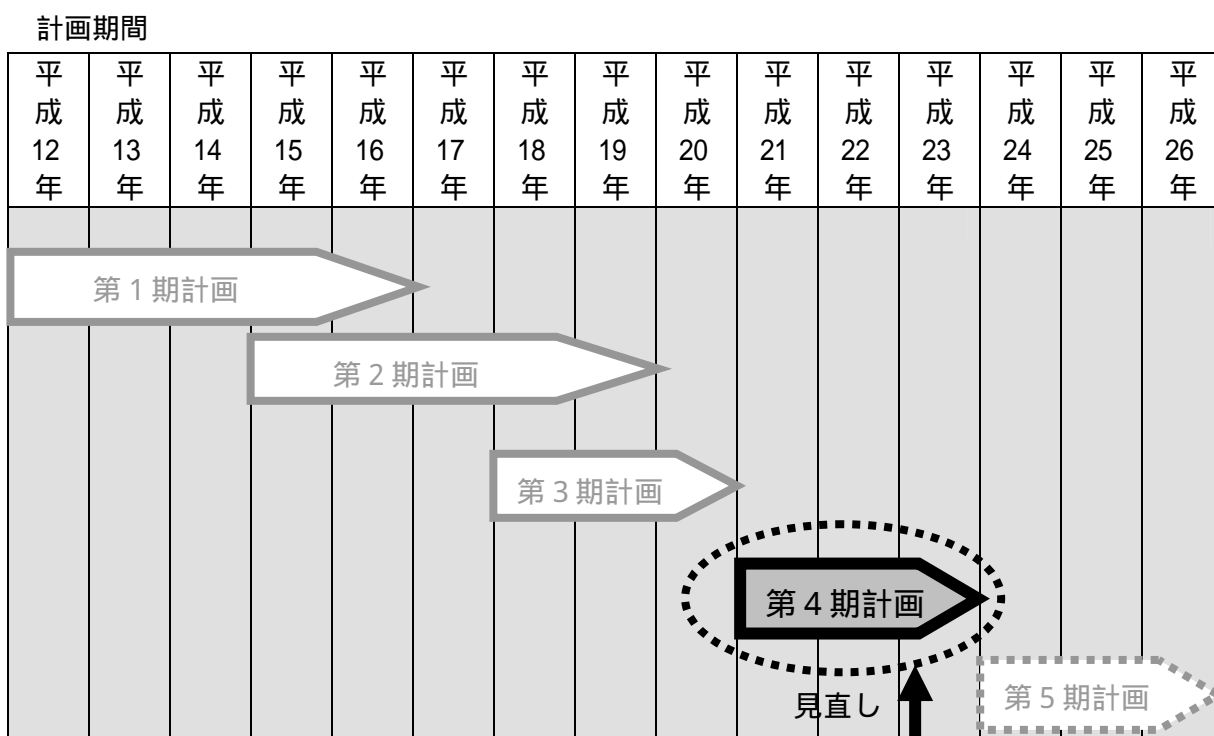 計画期間
平成12年 平成13年 平成14年 平成15年 平成16年 平成17年 平成18年 平成19年 平成20年 平成21年 平成22年 平成23年 平成24年 平成25年 平成26年
第1期計画
第2期計画
第3期計画
第4期計画
見直し
第5期計画